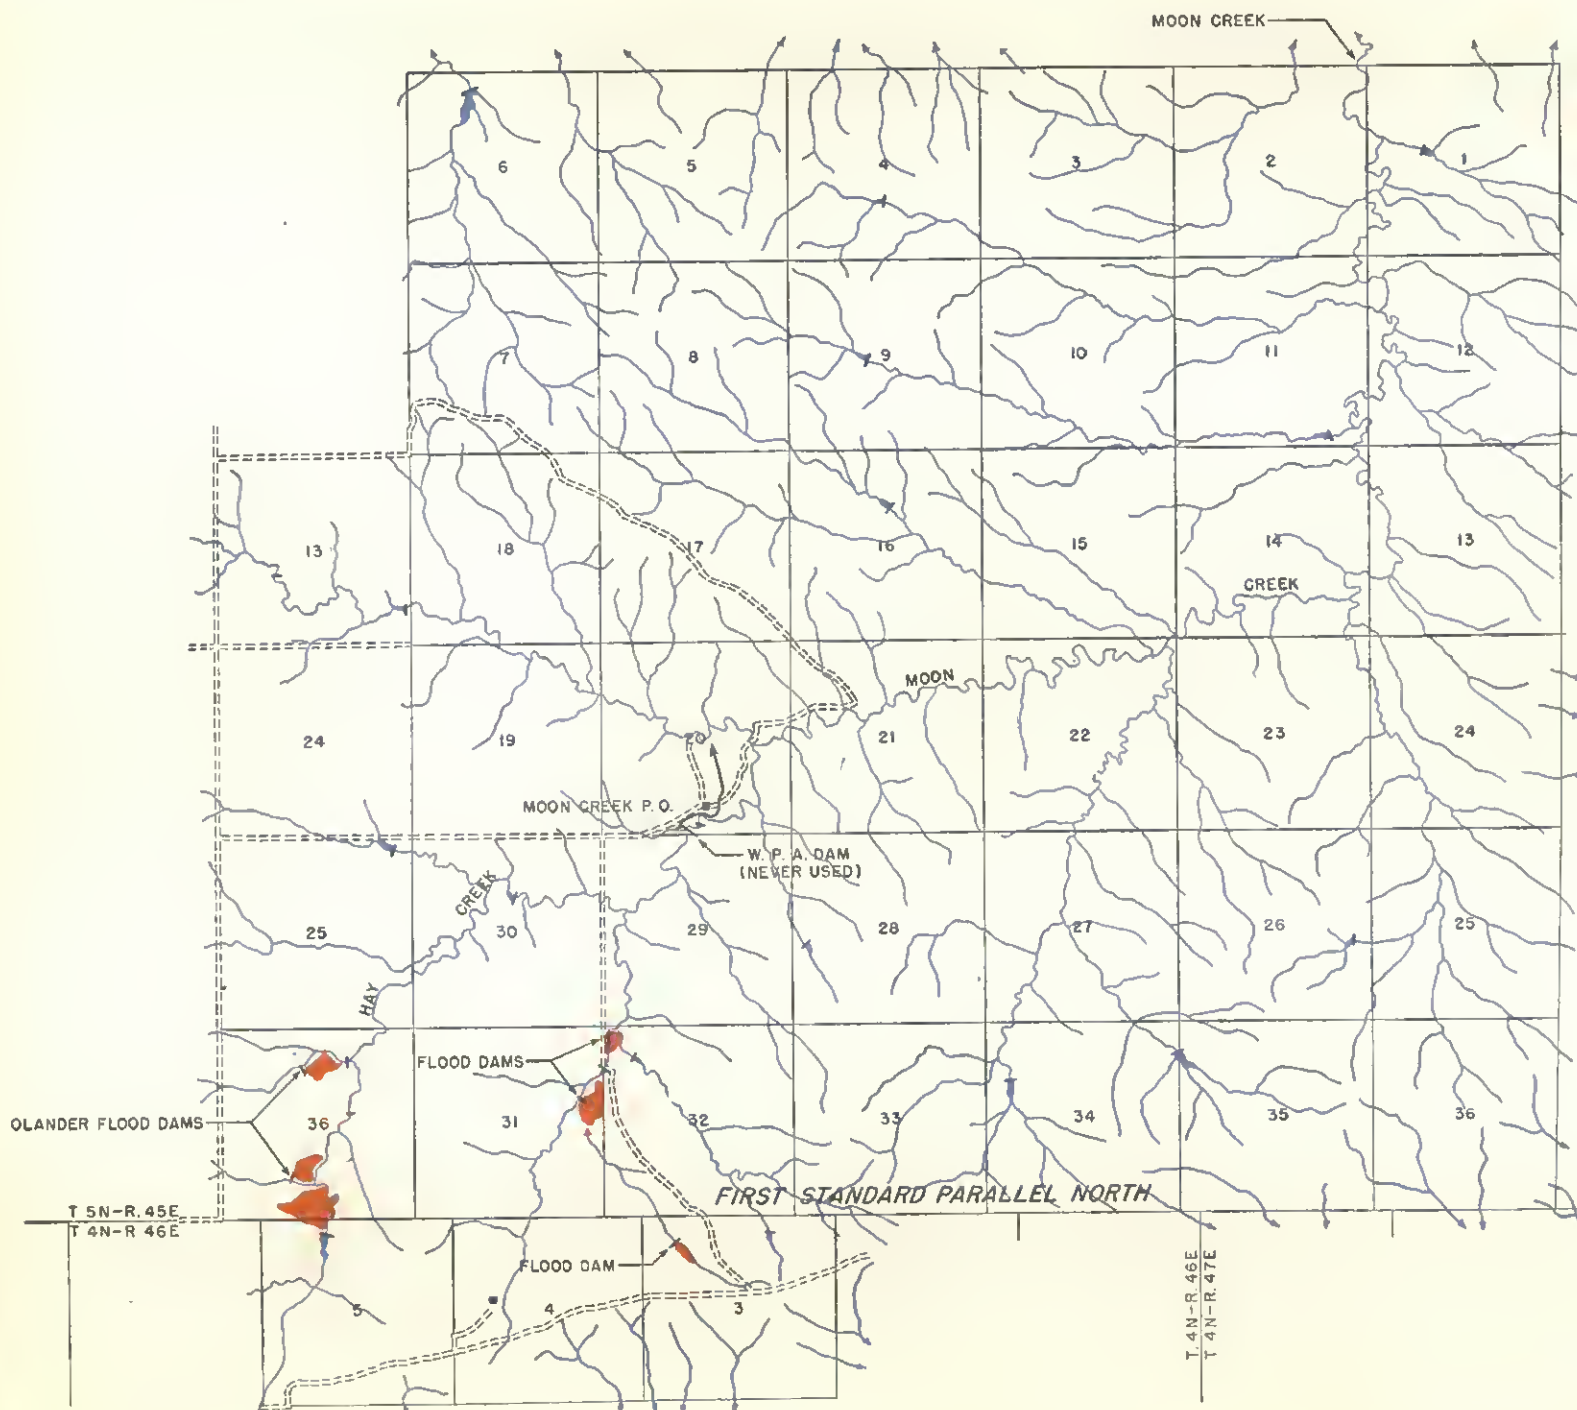 MOON CREEK
6 5 4 3 2 1
7 8 9 10 11 12
13 18 17 16 15 14 13
CREEK
MOON
24 19 20 21 22 23 24
MOON CREEK P.O.
W. P. A. DAM
(NEVER USED)
CREEK
25 30 29 28 27 26 25
HAY
FLOOD DAMS
OLANDER FLOOD DAMS
36 31 32 33 34 35 36
FIRST STANDARD PARALLEL NORTH
T 5N-R. 45E
T 4N-R 46E
FLOOD DAM
5 4 3
T. 4N-R. 46E
T 4N-R. 47E